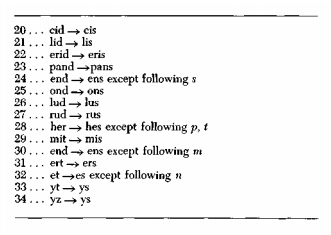 20 . . . cid → cis
21 . . . lid → lis
22 . . . erid → eris
23 . . . pand →pans
24 . . . end → ens except following s
25 . . . ond → ons
26 . . . lud → lus
27 . . . rud → rus
28 . . . her → hes except following p, t
29 . . . mit → mis
30 . . . end → ens except following m
31 . . . ert → ers
32 . . . et →es except following n
33 . . . yt → ys
34 . . . yz → ys